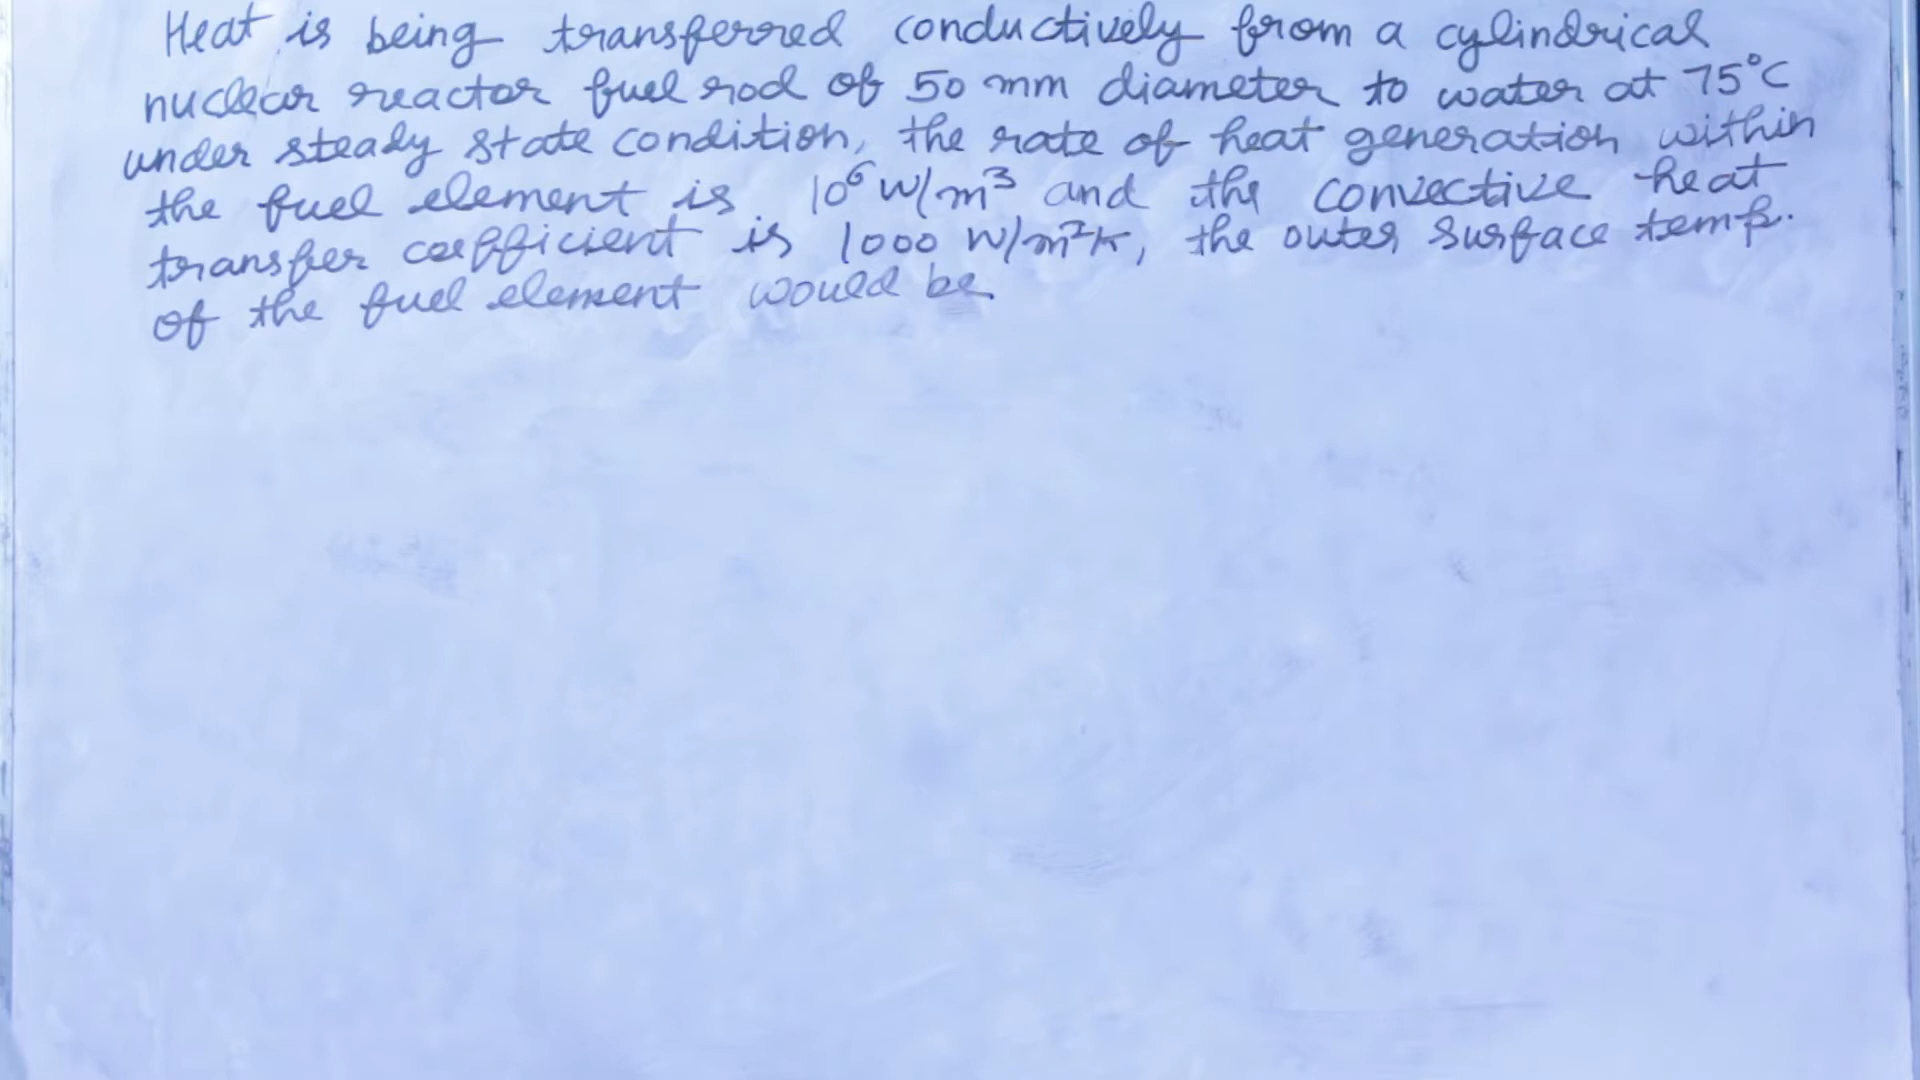 Heat is being transferred conductively from a cylindrical
nuclear reactor fuel rod of 50 mm diameter to water at 75°C
under steady state condition, the rate of heat generation within
the fuel element is 10⁶ W/m³ and the convective heat
transfer coefficient is 1000 W/m²K, the outer surface temp.
of the fuel element would be